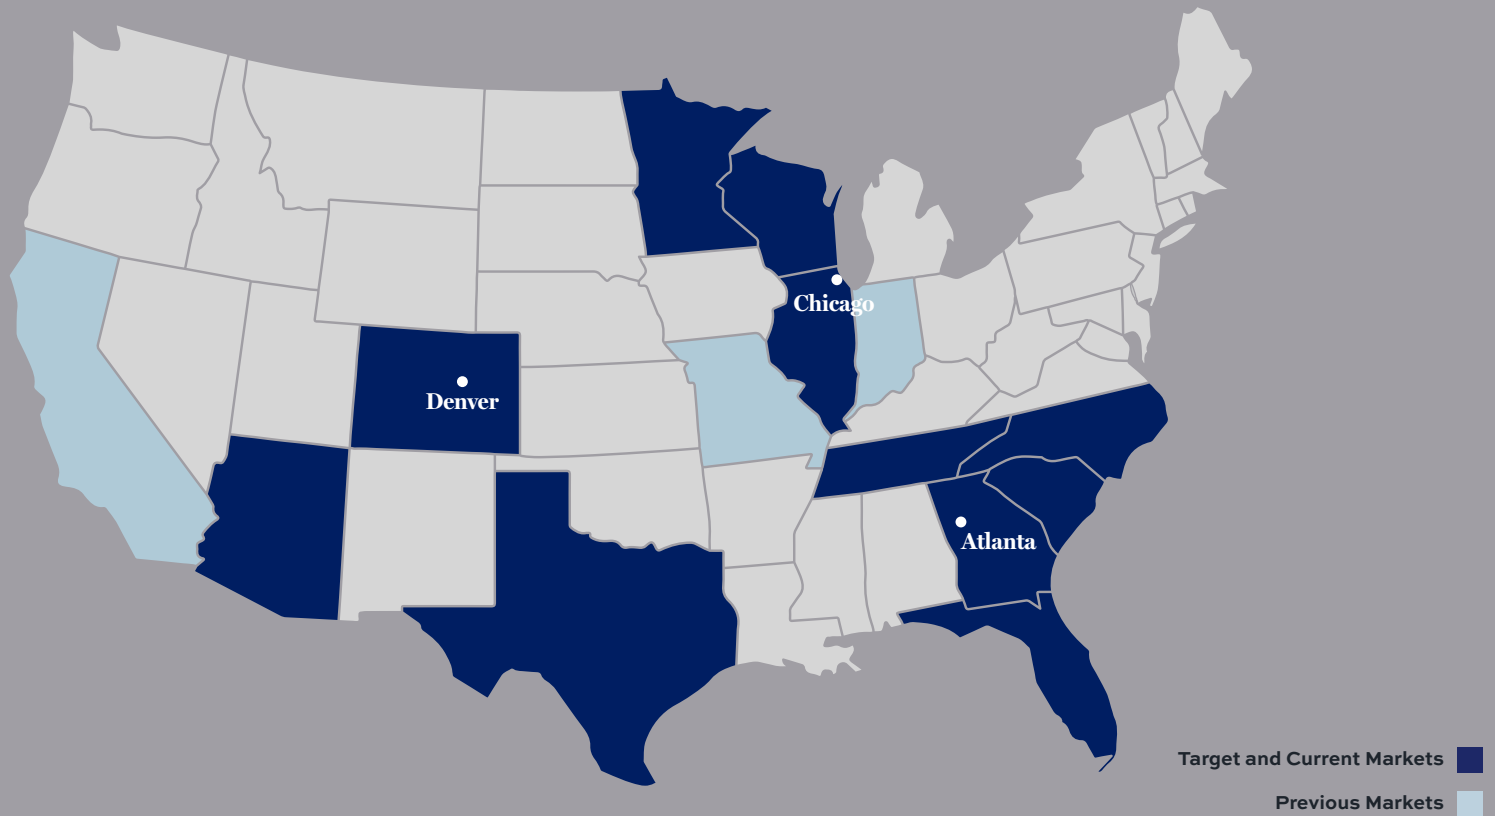 Chicago
Denver
Atlanta
Target and Current Markets
Previous Markets